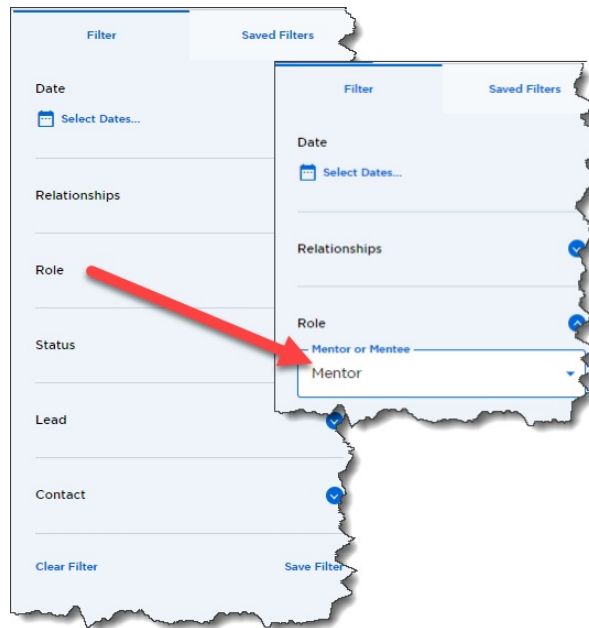 Filter Saved Filters
Date
Select Dates...
Relationships
Role
Status
Lead
Contact
Clear Filter Save Filter
Filter Saved Filters
Date
Select Dates...
Relationships
Role
Mentor or Mentee
Mentor